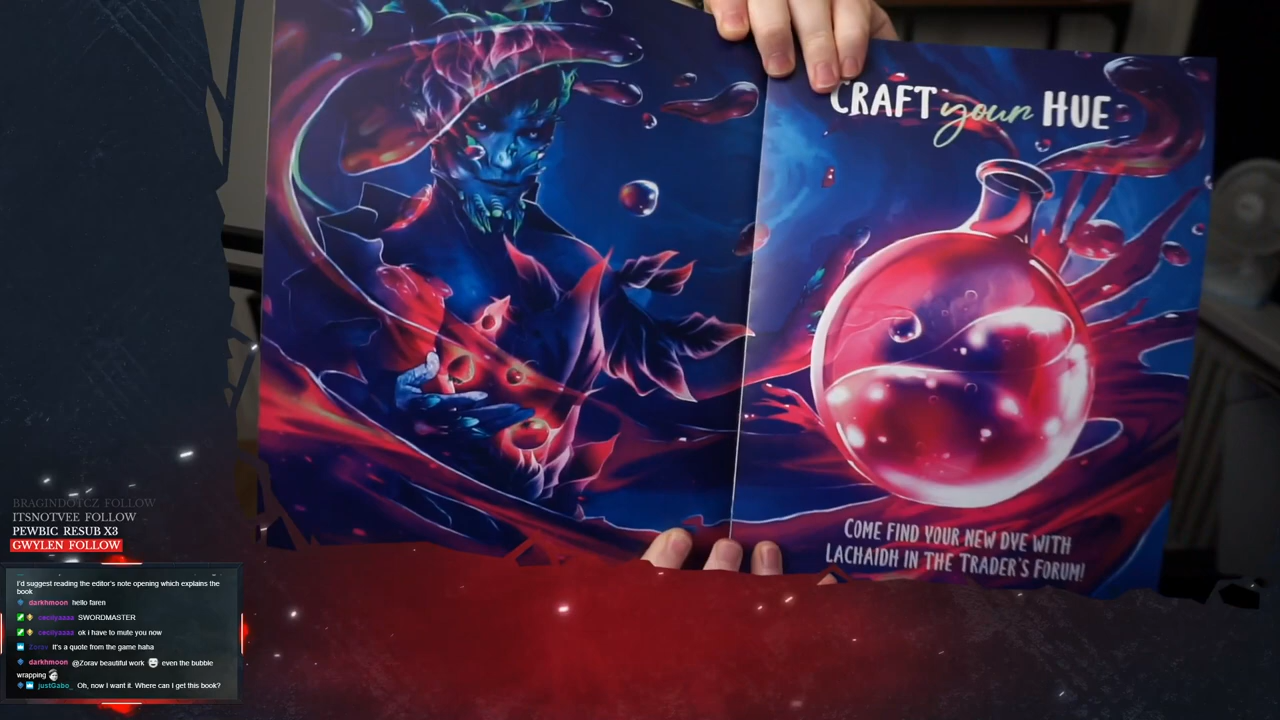 CRAFT your HUE
COME FIND YOUR NEW DYE WITH
LACHAIDH IN THE TRADER'S FORUM!
BRAGINDOTCZ FOLLOW
ITSNOTVEE FOLLOW
PEWBIC RESUB X3
GWYLEN FOLLOW
I'd suggest reading the editor's note opening which explains the
book
darkhmoon hello faren
cecilyaaaa SWORDMASTER
cecilyaaaa ok i have to mute you now
Zorav It's a quote from the game haha
darkhmoon @Zorav beautiful work even the bubble
wrapping
justGabo_ Oh, now I want it. Where can I get this book?